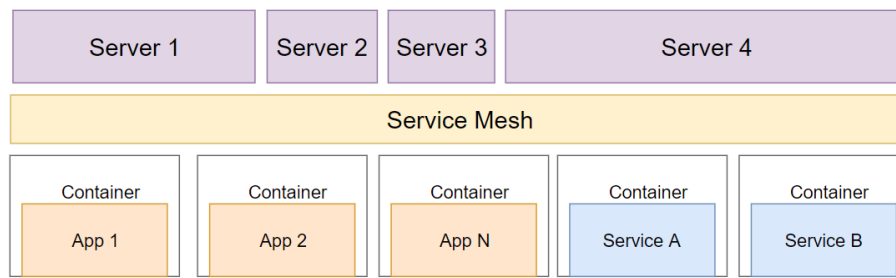 Server 1
Server 2
Server 3
Server 4
Service Mesh
Container
Container
Container
Container
Container
App 1
App 2
App N
Service A
Service B